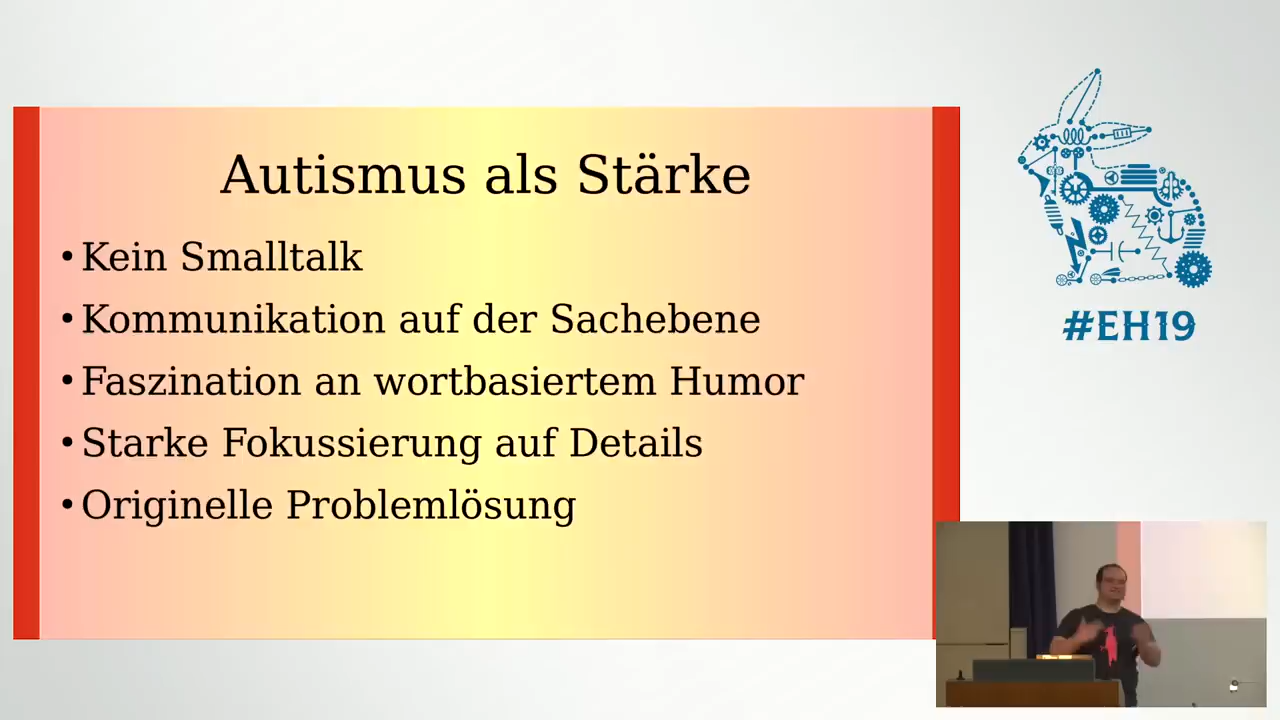 Autismus als Stärke
• Kein Smalltalk
• Kommunikation auf der Sachebene
• Faszination an wortbasiertem Humor
• Starke Fokussierung auf Details
• Originelle Problemlösung
#EH19